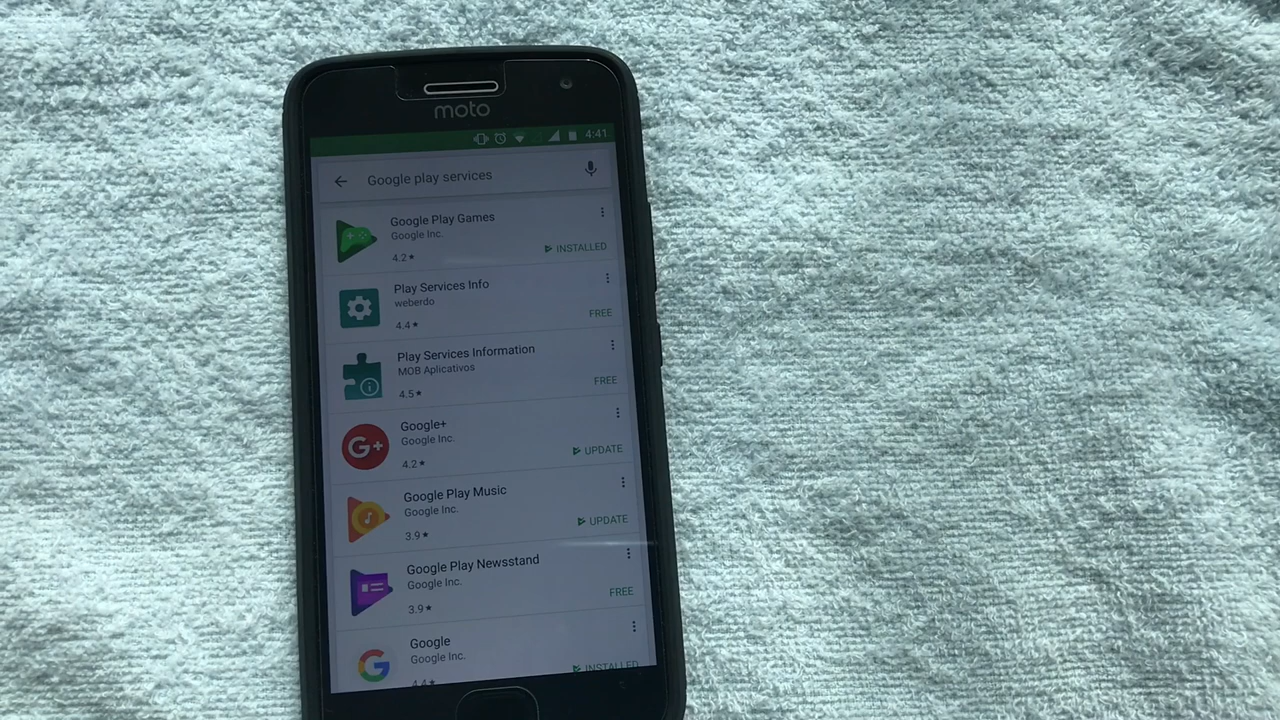 moto
4:41
Google play services
Google Play Games
Google Inc.
4.2★
INSTALLED
Play Services Info
weberdo
4.4★
FREE
Play Services Information
MOB Aplicativos
4.5★
FREE
Google+
Google Inc.
4.2★
UPDATE
Google Play Music
Google Inc.
3.9★
UPDATE
Google Play Newsstand
Google Inc.
3.9★
FREE
Google
Google Inc.
4.4★
INSTALLED